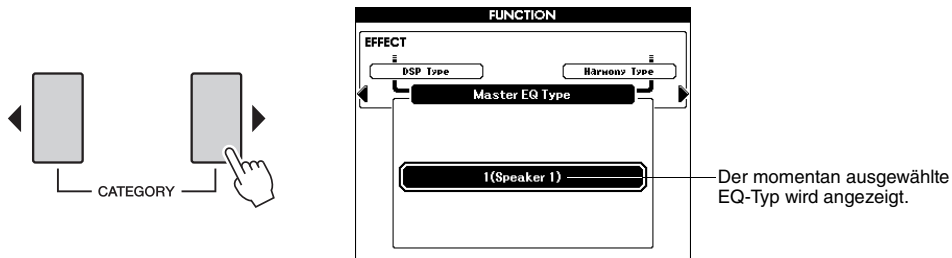 FUNCTION
EFFECT
DSP Type
Harmony Type
Master EQ Type
1(Speaker 1)
Der momentan ausgewählte
EQ-Typ wird angezeigt.
CATEGORY